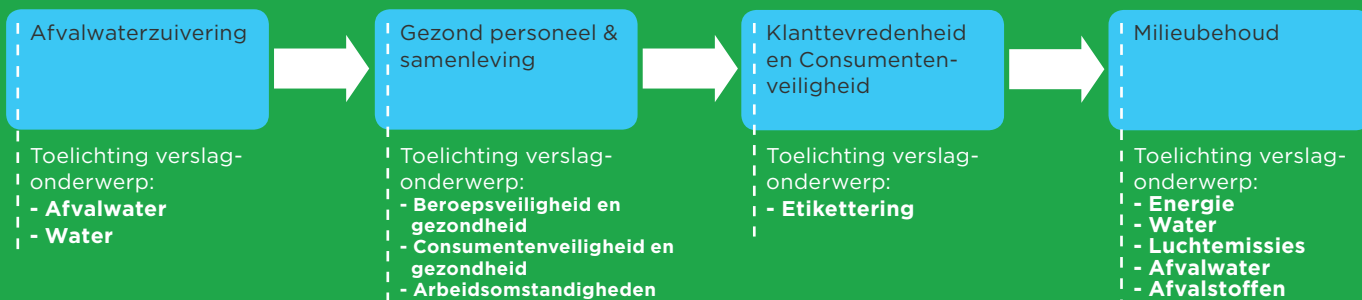 Afvalwaterzuivering
Toelichting verslag-
onderwerp:
- Afvalwater
- Water
Gezond personeel &
samenleving
Toelichting verslag-
onderwerp:
- Beroepsveiligheid en
gezondheid
- Consumentenveiligheid en
gezondheid
- Arbeidsomstandigheden
Klanttevredenheid
en Consumenten-
veiligheid
Toelichting verslag-
onderwerp:
- Etikettering
Milieubehoud
Toelichting verslag-
onderwerp:
- Energie
- Water
- Luchtemissies
- Afvalwater
- Afvalstoffen